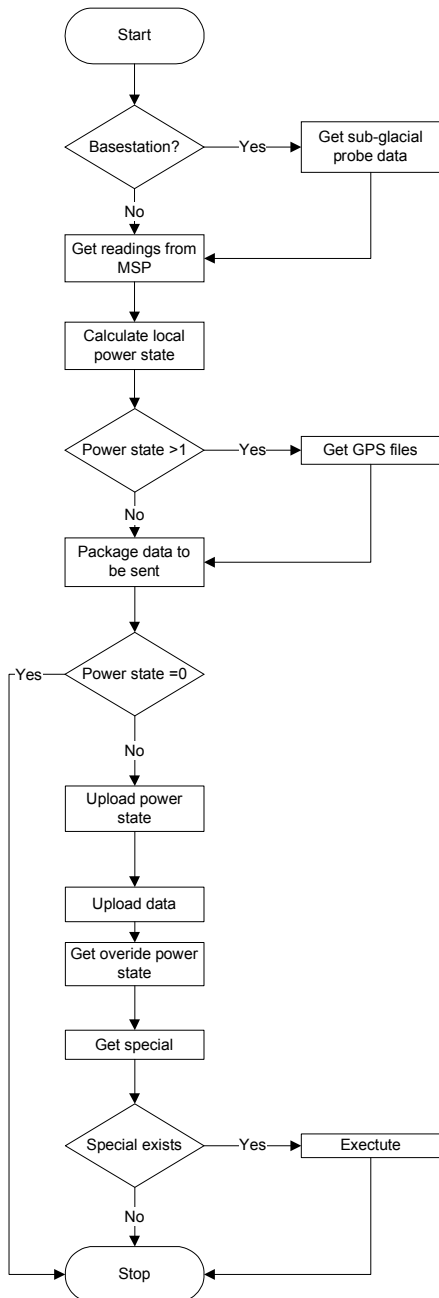 Start
Basestation?
Yes
Get sub-glacial
probe data
No
Get readings from
MSP
Calculate local
power state
Power state >1
Yes
Get GPS files
No
Package data to
be sent
Yes
Power state =0
No
Upload power
state
Upload data
Get overide power
state
Get special
Special exists
Yes
Exectute
No
Stop